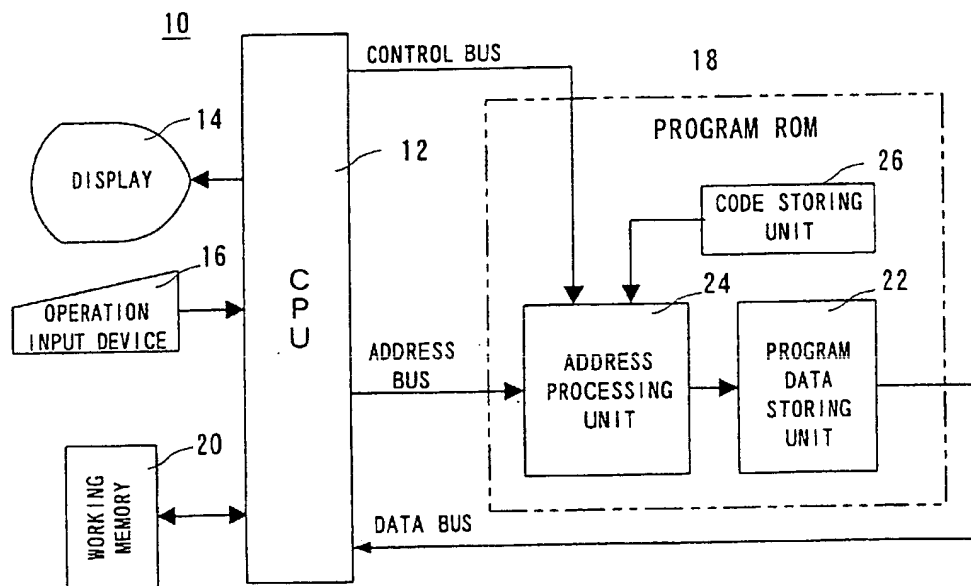 10
CONTROL BUS
18
14
12
PROGRAM ROM
DISPLAY
26
CODE STORING
UNIT
16
24
22
OPERATION
INPUT DEVICE
CPU
ADDRESS
BUS
ADDRESS
PROCESSING
UNIT
PROGRAM
DATA
STORING
UNIT
20
WORKING
MEMORY
DATA BUS